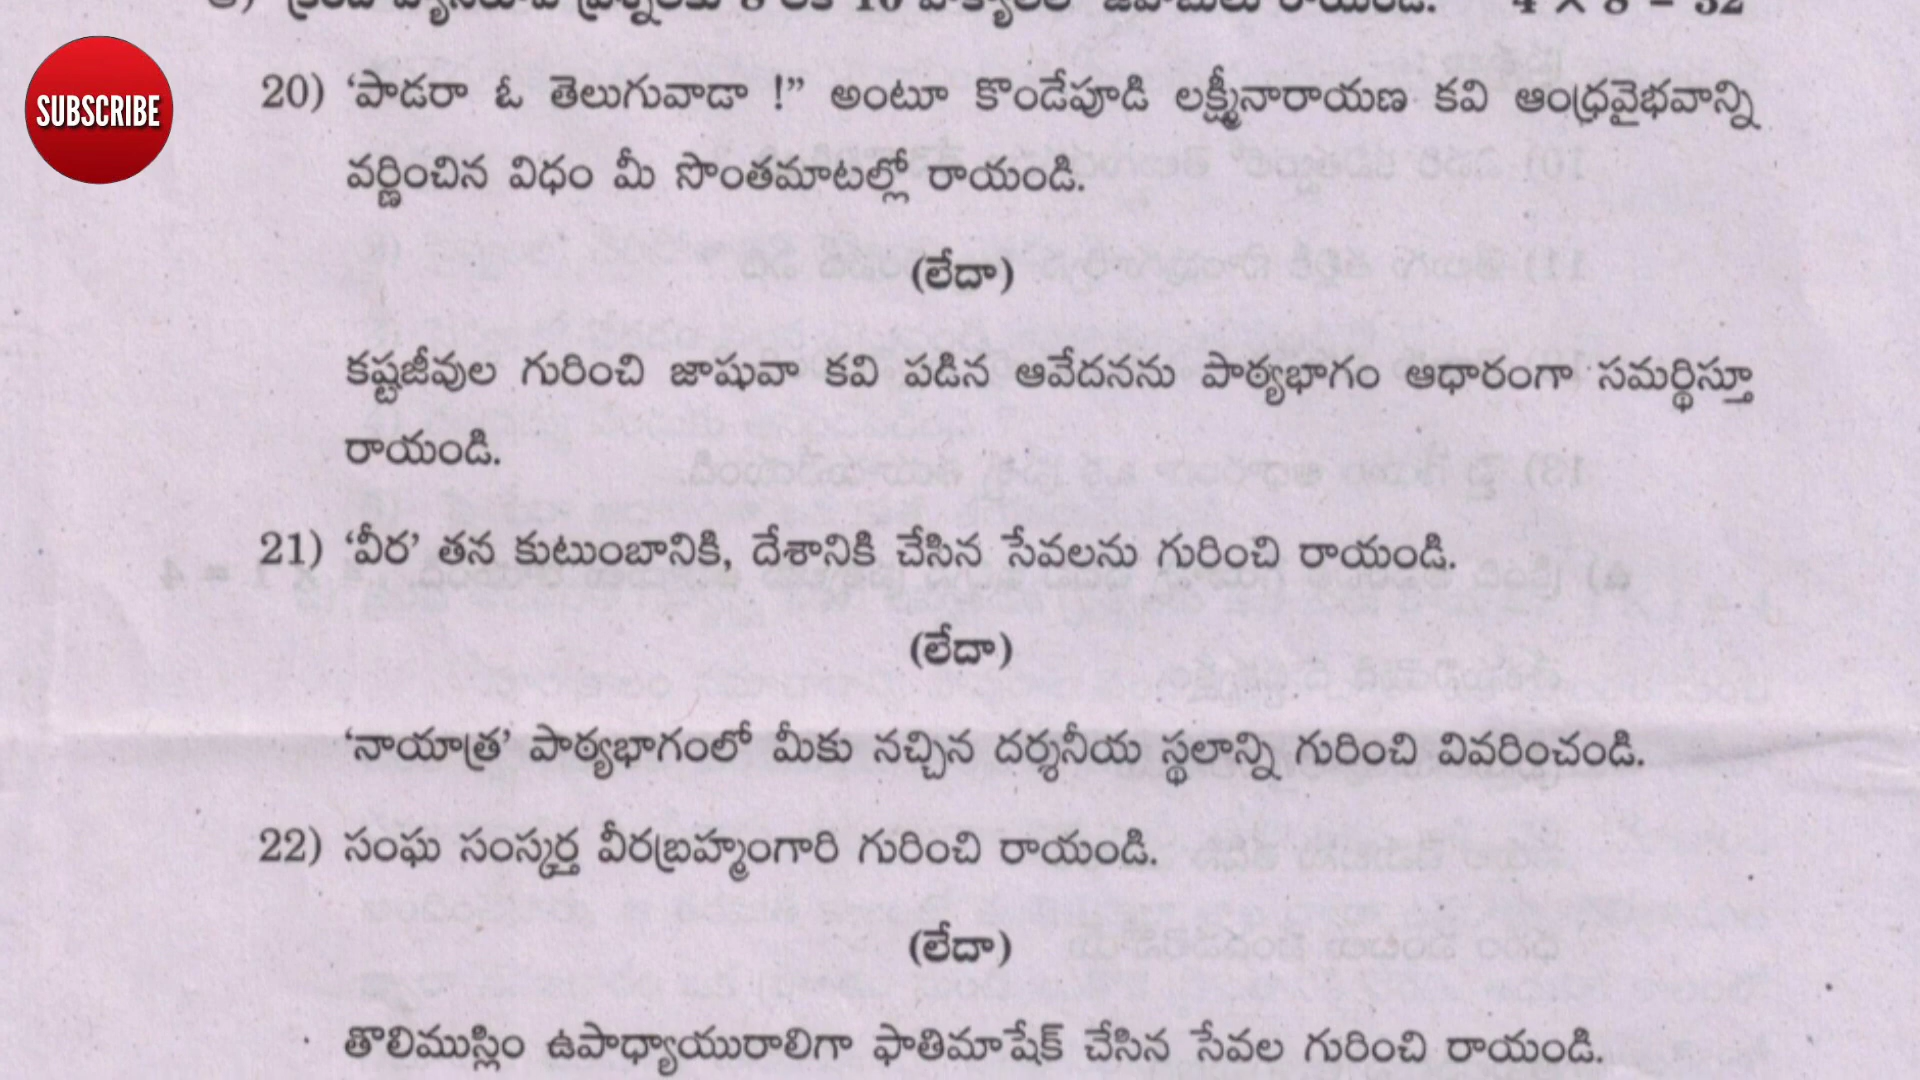 SUBSCRIBE
20) ‘పాడరా ఓ తెలుగువాడా !” అంటూ కొండేపూడి లక్ష్మీనారాయణ కవి ఆంధ్రవైభవాన్ని
వర్ణించిన విధం మీ సొంతమాటల్లో రాయండి.
(లేదా)
కష్టజీవుల గురించి జాషువా కవి పడిన ఆవేదనను పాఠ్యభాగం ఆధారంగా సమర్థిస్తూ
రాయండి.
21) ‘వీర’ తన కుటుంబానికి, దేశానికి చేసిన సేవలను గురించి రాయండి.
(లేదా)
‘నాయాత్ర’ పాఠ్యభాగంలో మీకు నచ్చిన దర్శనీయ స్థలాన్ని గురించి వివరించండి.
22) సంఘ సంస్కర్త వీరబ్రహ్మంగారి గురించి రాయండి.
(లేదా)
తొలిముస్లిం ఉపాధ్యాయురాలిగా ఫాతిమాషేక్ చేసిన సేవల గురించి రాయండి.